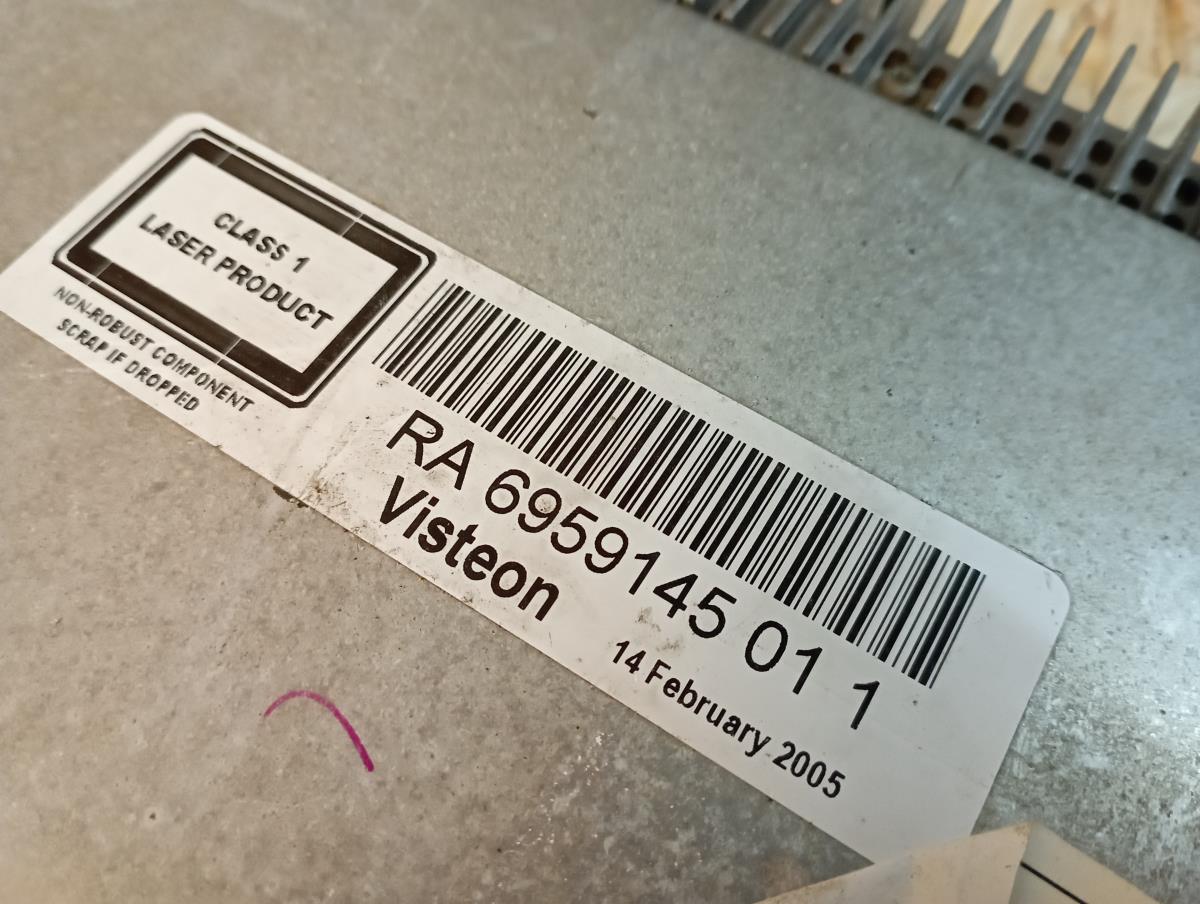 CLASS 1
LASER PRODUCT
NON-ROBUST COMPONENT
SCRAP IF DROPPED
RA 6959145 01 1
Visteon
14 February 2005